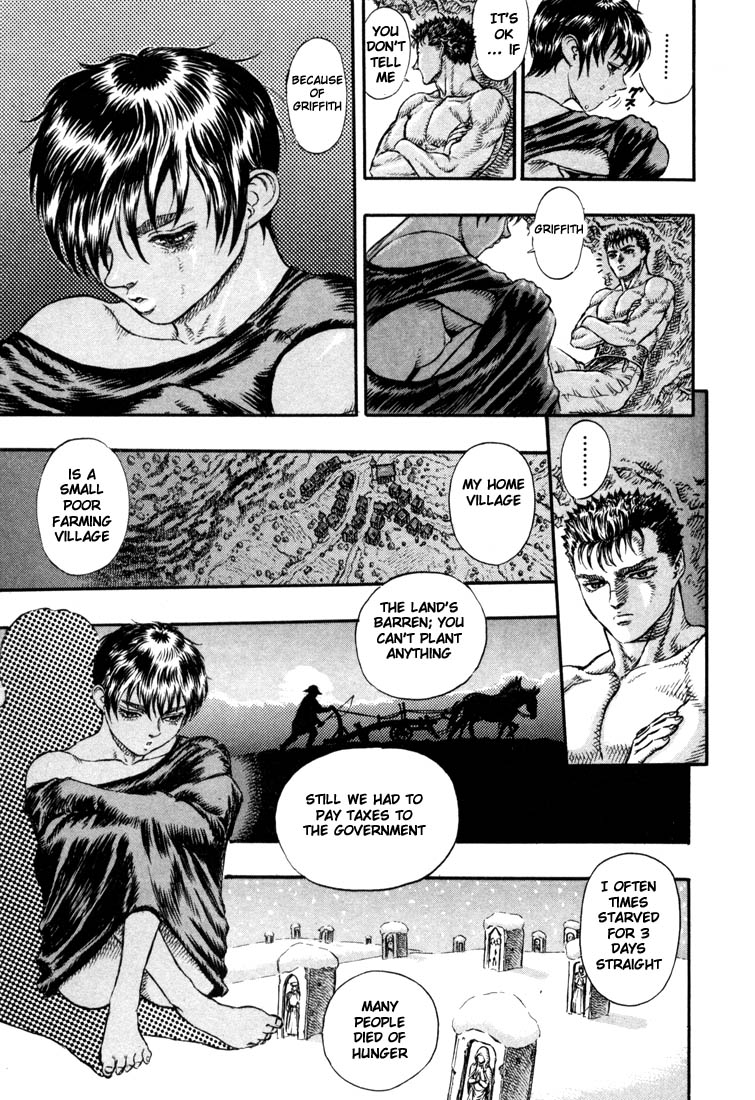 .........
IT'S
OK
... IF
YOU
DON'T
TELL
ME
GRIFFITH
BECAUSE
OF
GRIFFITH
.........
MY HOME
VILLAGE
IS A
SMALL
POOR
FARMING
VILLAGE
THE LAND'S
BARREN; YOU
CAN'T PLANT
ANYTHING
STILL WE HAD TO
PAY TAXES TO
THE GOVERNMENT
I OFTEN
TIMES
STARVED
FOR 3
DAYS
STRAIGHT
MANY
PEOPLE
DIED OF
HUNGER